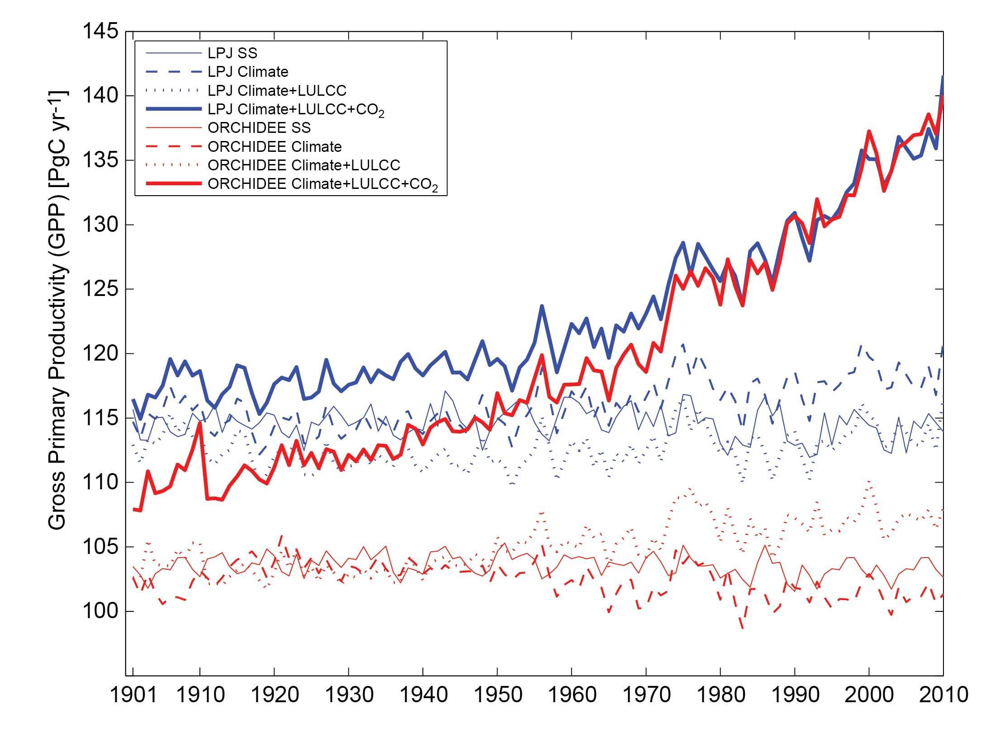 Gross Primary Productivity (GPP) [PgC yr-1]
145
140
135
130
125
120
115
110
105
100
LPJ SS
LPJ Climate
LPJ Climate+LULCC
LPJ Climate+LULCC+CO2
ORCHIDEE SS
ORCHIDEE Climate
ORCHIDEE Climate+LULCC
ORCHIDEE Climate+LULCC+CO2
1901 1910 1920 1930 1940 1950 1960 1970 1980 1990 2000 2010